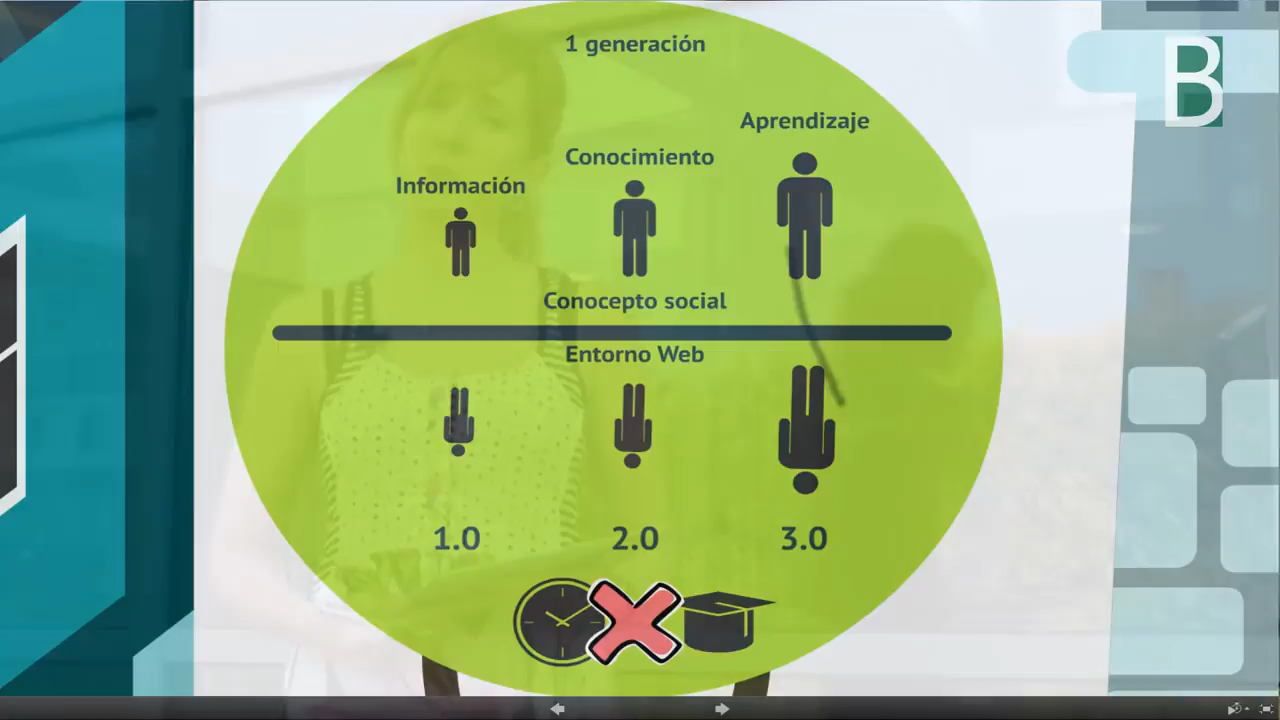 1 generación
Aprendizaje
Conocimiento
Información
Conocepto social
Entorno Web
1.0 2.0 3.0
B